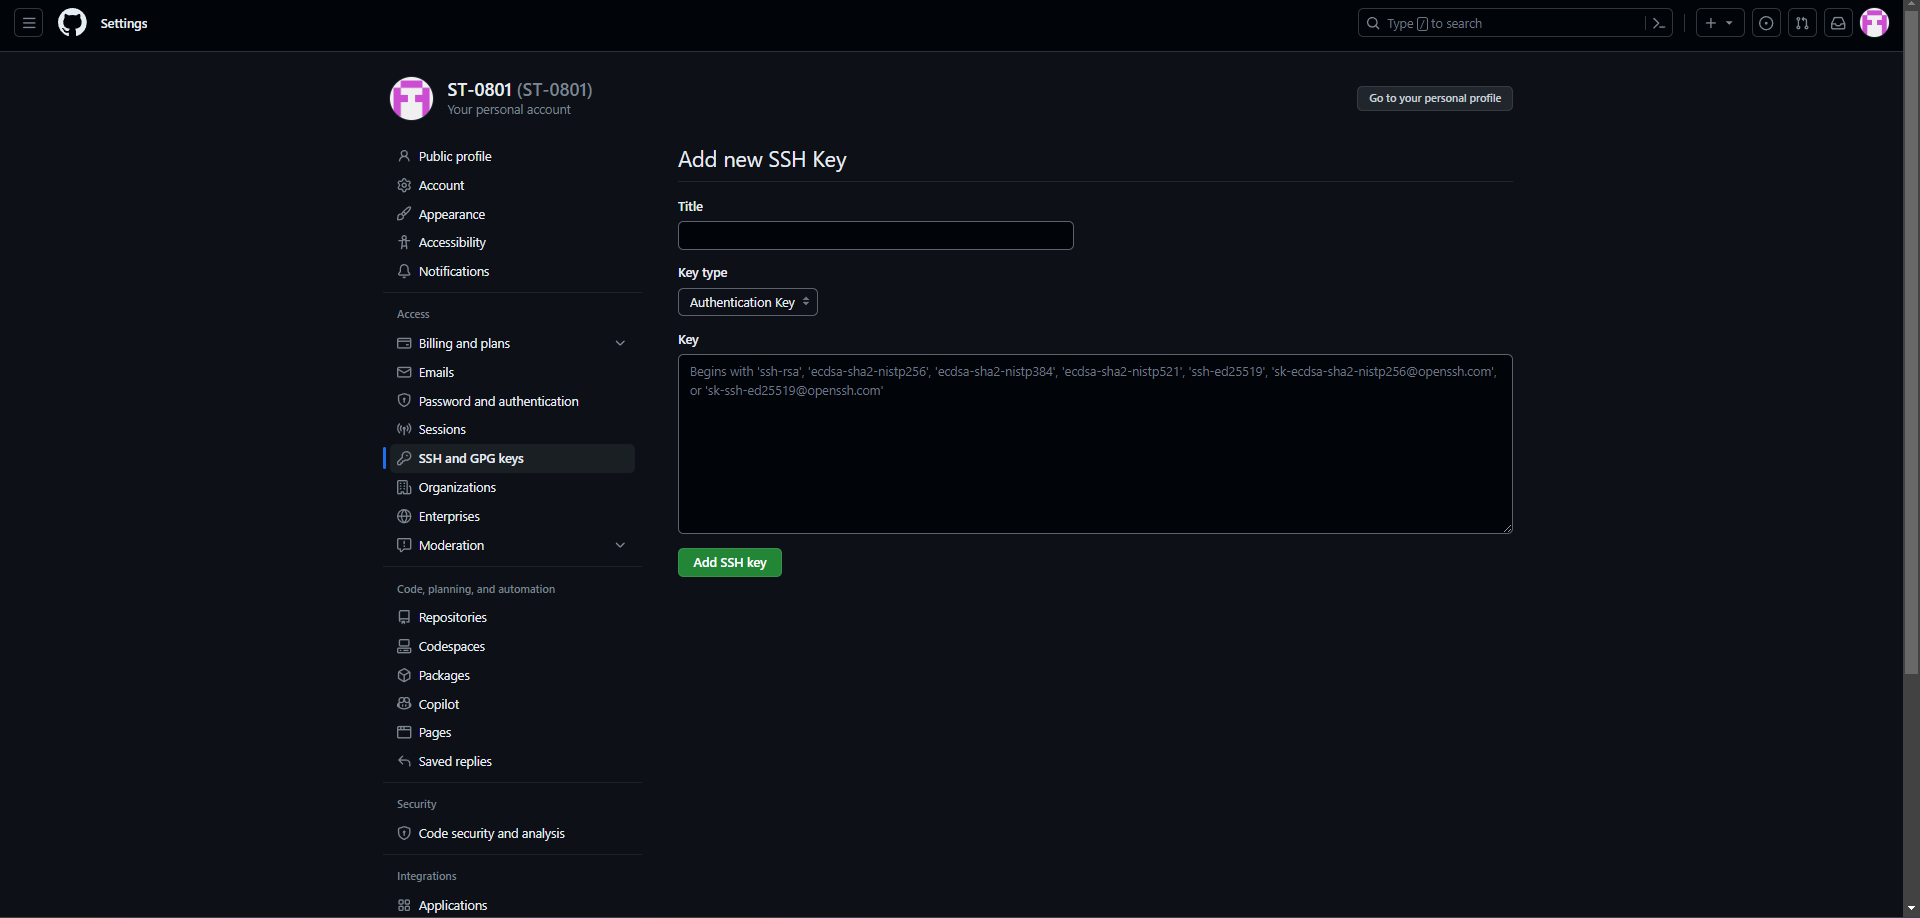 Settings
Type / to search
ST-0801 (ST-0801)
Your personal account
Go to your personal profile
Public profile
Account
Appearance
Accessibility
Notifications
Access
Billing and plans
Emails
Password and authentication
Sessions
SSH and GPG keys
Organizations
Enterprises
Moderation
Code, planning, and automation
Repositories
Codespaces
Packages
Copilot
Pages
Saved replies
Security
Code security and analysis
Integrations
Applications
Add new SSH Key
Title
Key type
Authentication Key
Key
Begins with 'ssh-rsa', 'ecdsa-sha2-nistp256', 'ecdsa-sha2-nistp384', 'ecdsa-sha2-nistp521', 'ssh-ed25519', 'sk-ecdsa-sha2-nistp256@openssh.com',
or 'sk-ssh-ed25519@openssh.com'
Add SSH key